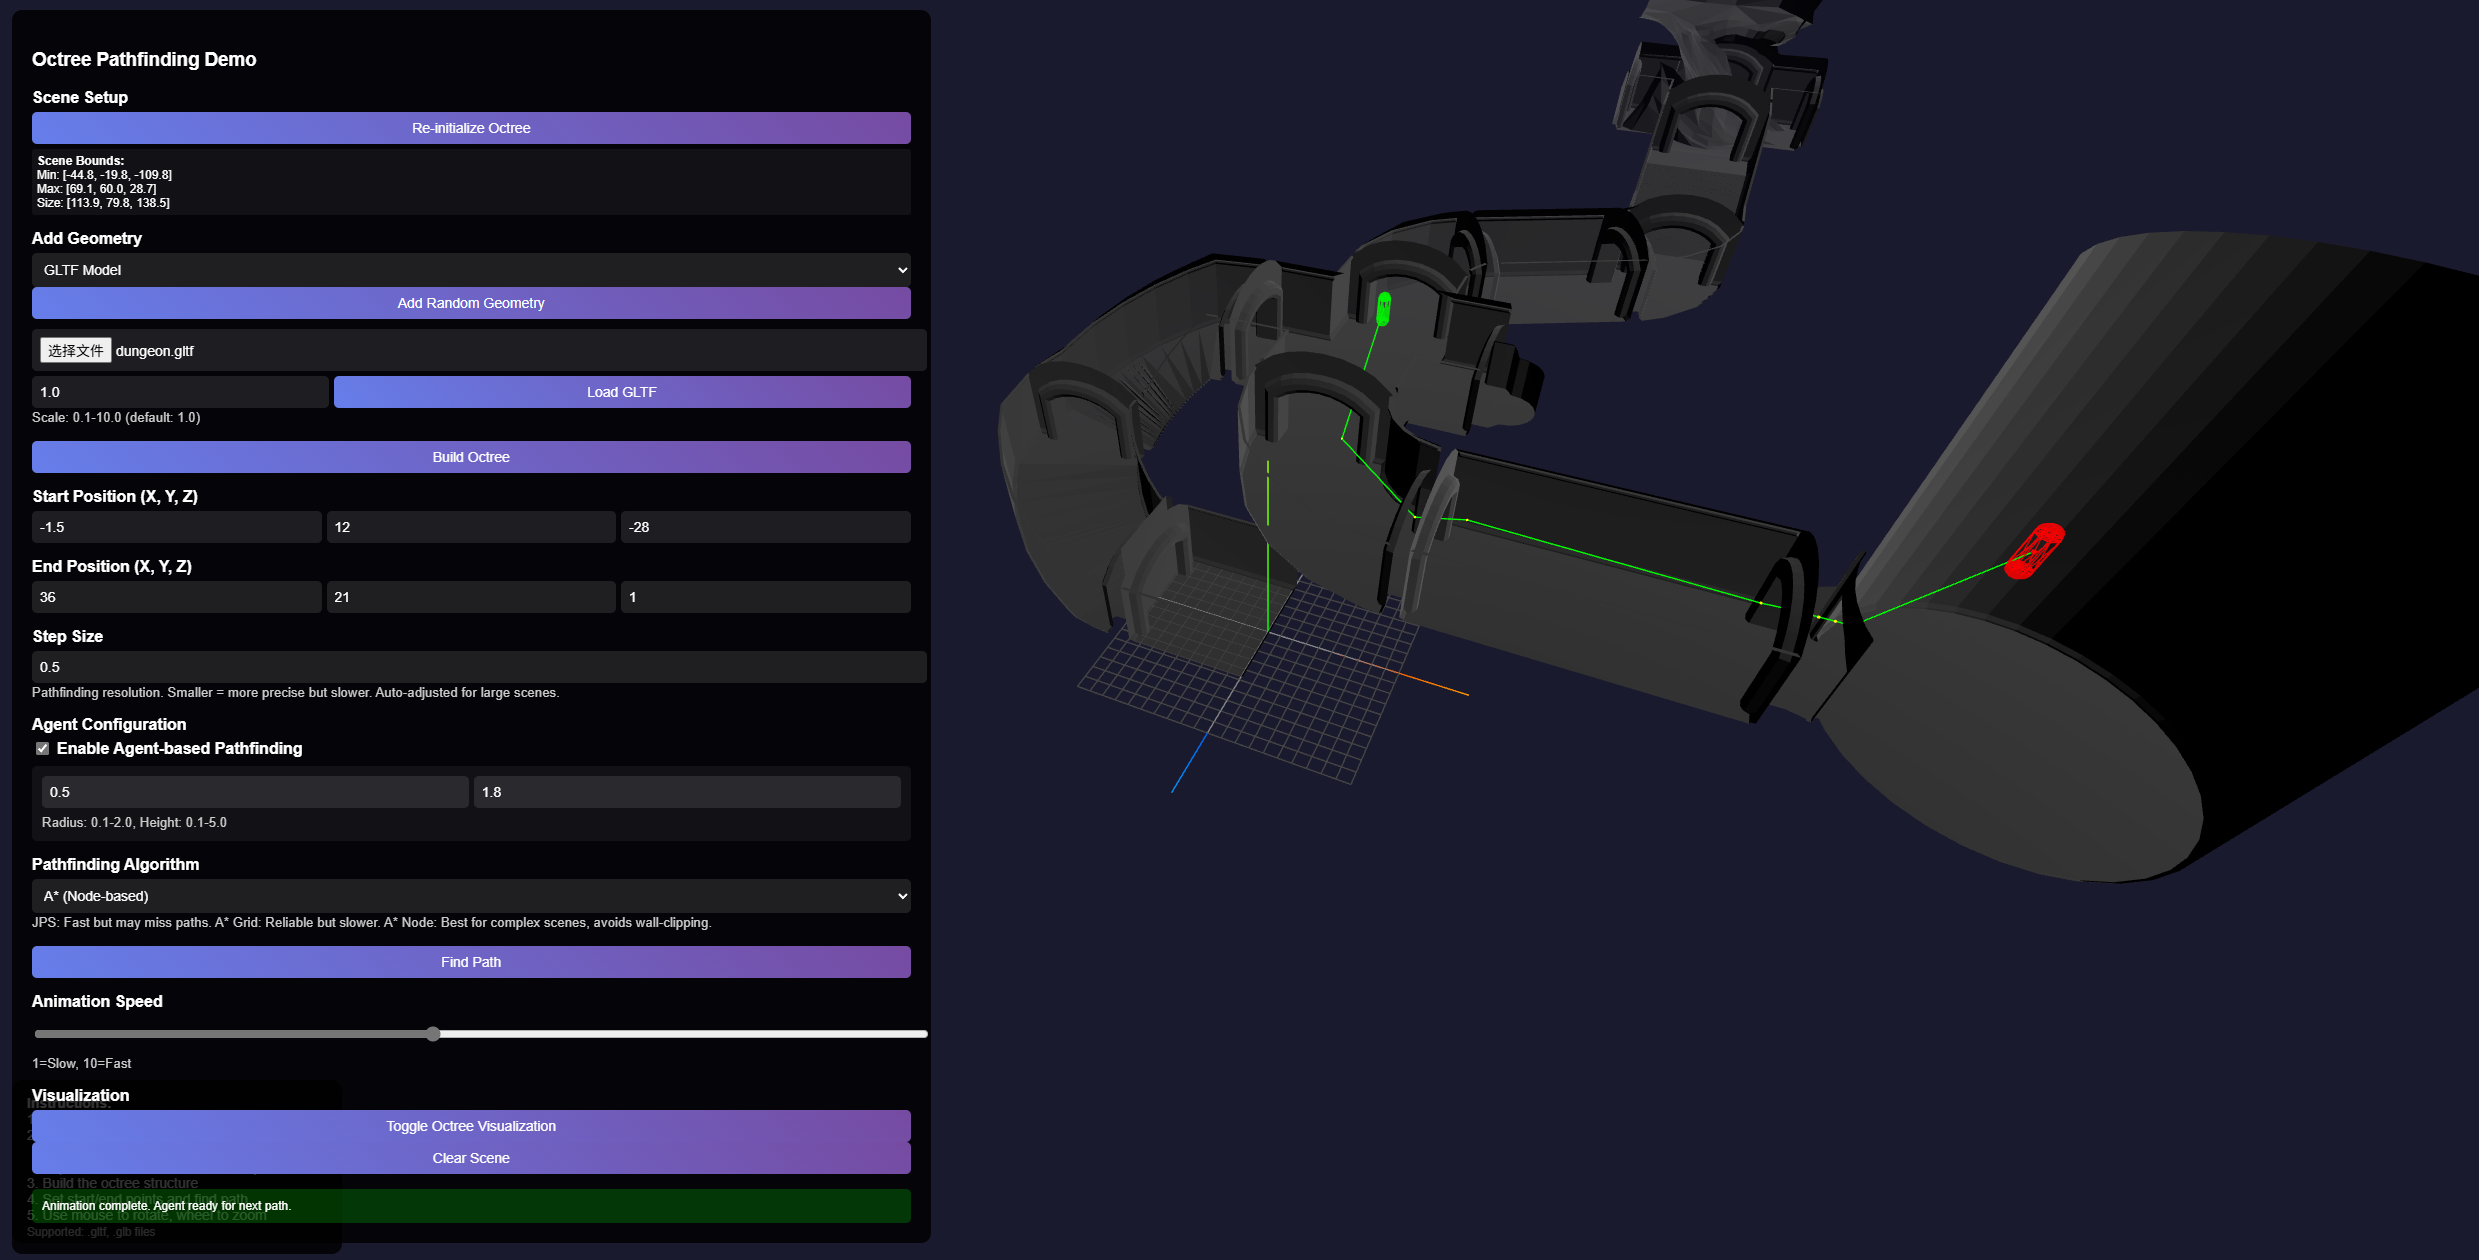 Octree Pathfinding Demo
Scene Setup
Re-initialize Octree
Scene Bounds:
Min: [-44.8, -19.8, -109.8]
Max: [69.1, 60.0, 28.7]
Size: [113.9, 79.8, 138.5]
Add Geometry
GLTF Model
Add Random Geometry
选择文件 dungeon.gltf
1.0 Load GLTF
Scale: 0.1-10.0 (default: 1.0)
Build Octree
Start Position (X, Y, Z)
-1.5 12 -28
End Position (X, Y, Z)
36 21 1
Step Size
0.5
Pathfinding resolution. Smaller = more precise but slower. Auto-adjusted for large scenes.
Agent Configuration
Enable Agent-based Pathfinding
0.5 1.8
Radius: 0.1-2.0, Height: 0.1-5.0
Pathfinding Algorithm
A* (Node-based)
JPS: Fast but may miss paths. A* Grid: Reliable but slower. A* Node: Best for complex scenes, avoids wall-clipping.
Find Path
Animation Speed
1=Slow, 10=Fast
Visualization
Instructions:
Toggle Octree Visualization
Clear Scene
3. Build the octree structure
4. Set start/end points and find path
Animation complete. Agent ready for next path.
5. Use mouse to rotate, wheel to zoom
Supported: .gltf, .glb files